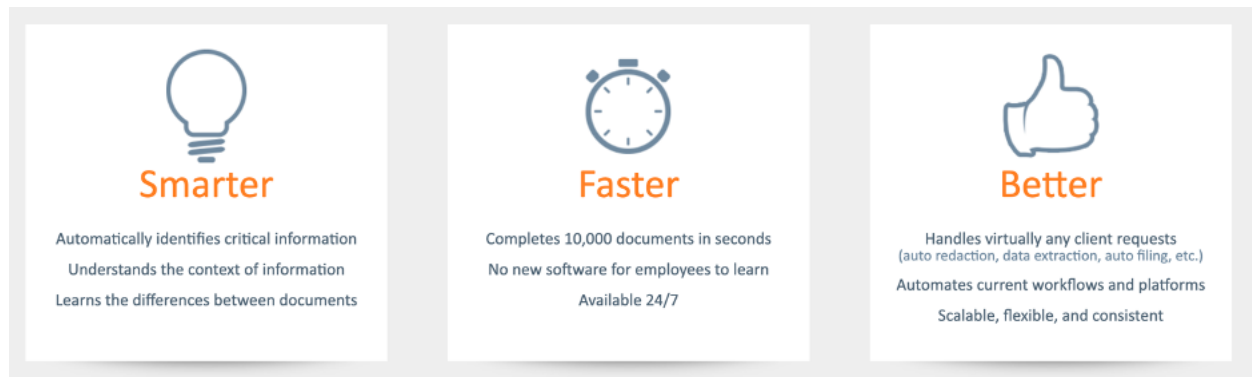 Smarter
Automatically identifies critical information
Understands the context of information
Learns the differences between documents
Faster
Completes 10,000 documents in seconds
No new software for employees to learn
Available 24/7
Better
Handles virtually any client requests
(auto redaction, data extraction, auto filing, etc.)
Automates current workflows and platforms
Scalable, flexible, and consistent